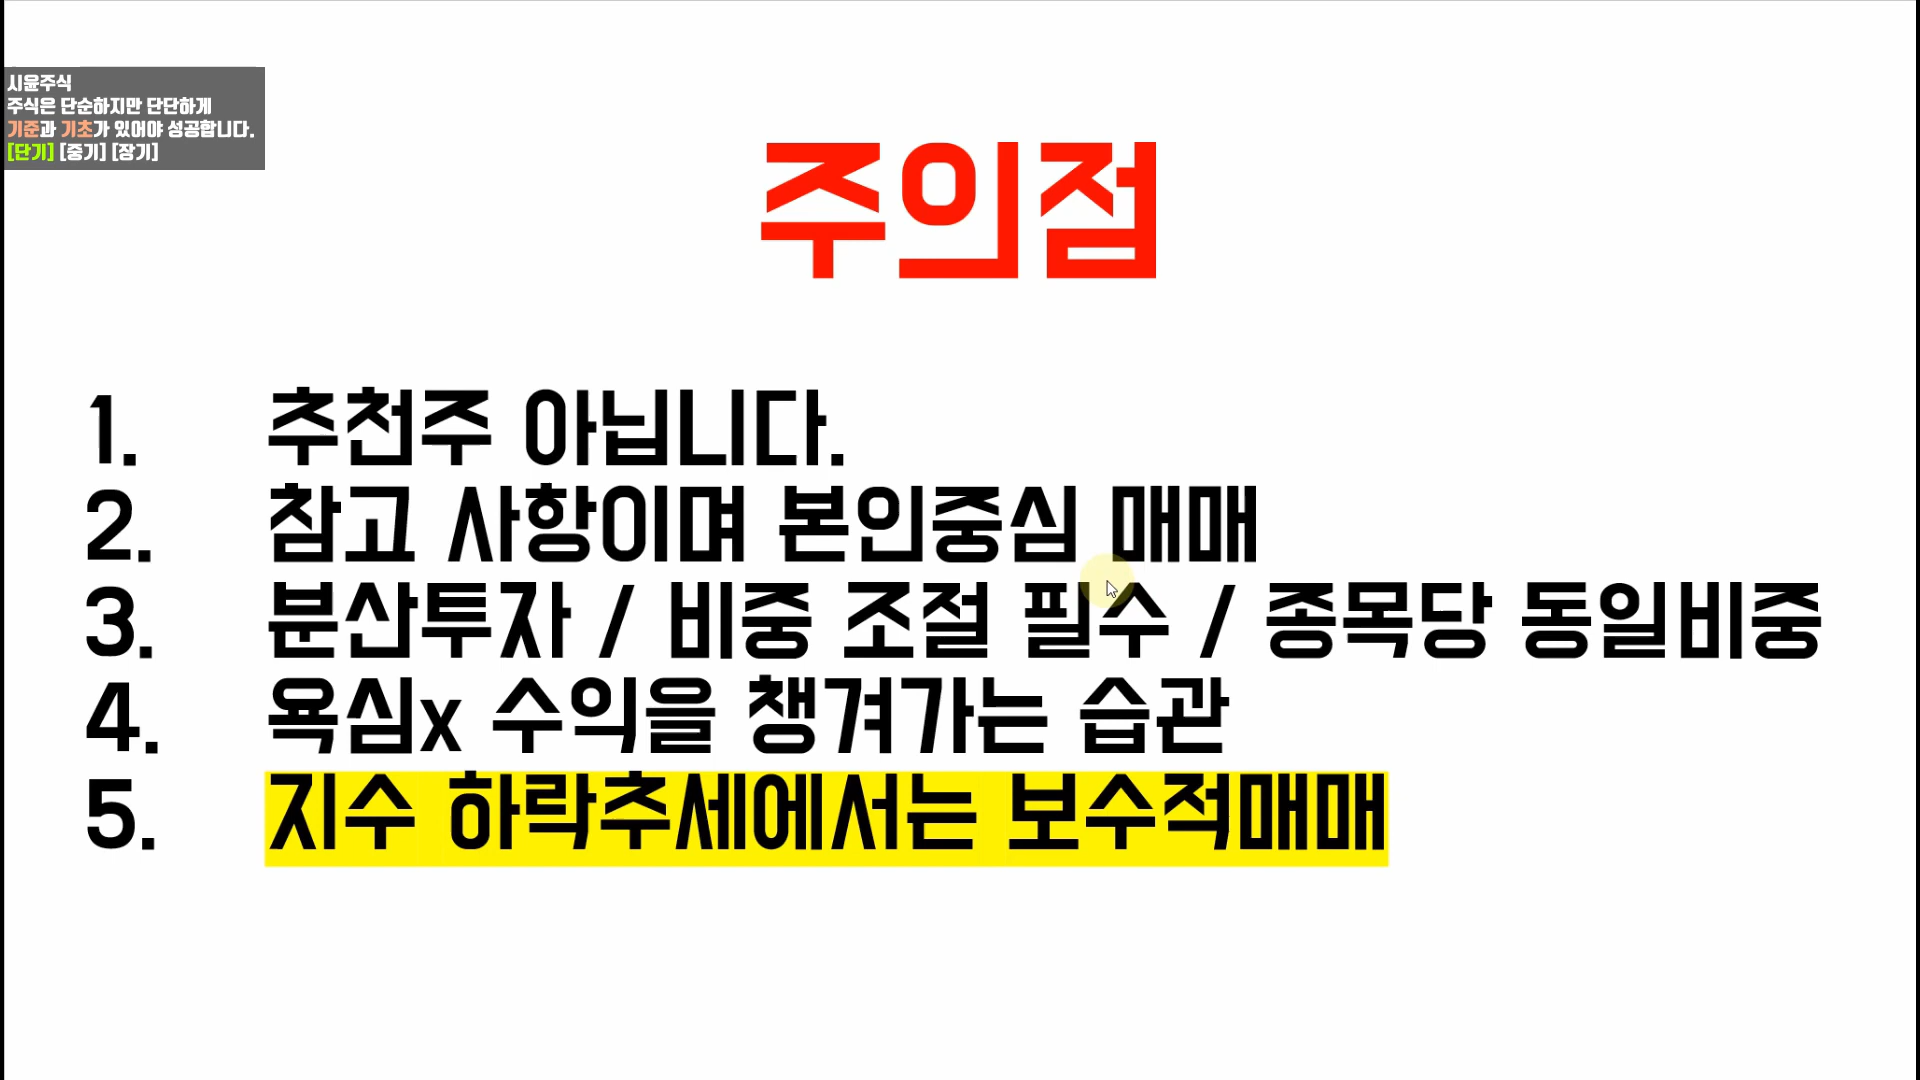 시윤주식
주식은 단순하지만 단단하게
기준과 기초가 있어야 성공합니다.
[단기] [중기] [장기]
주의점
1. 추천주 아닙니다.
2. 참고 사항이며 본인중심 매매
3. 분산투자 / 비중 조절 필수 / 종목당 동일비중
4. 욕심x 수익을 챙겨가는 습관
5. 지수 하락추세에서는 보수적매매